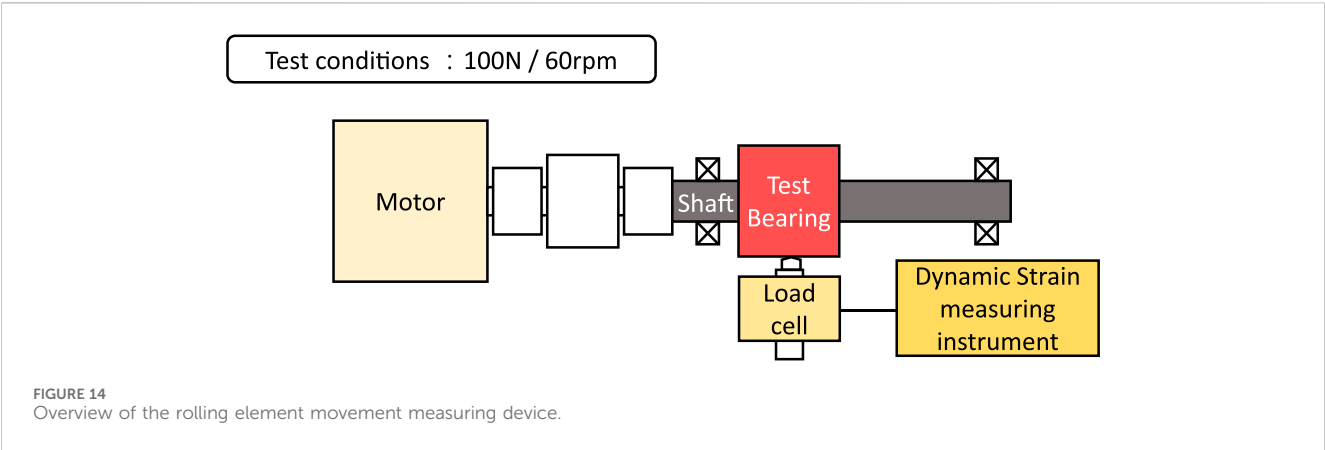 Test conditions : 100N / 60rpm
Motor
Shaft
Test
Bearing
Load
cell
Dynamic Strain
measuring
instrument
FIGURE 14
Overview of the rolling element movement measuring device.